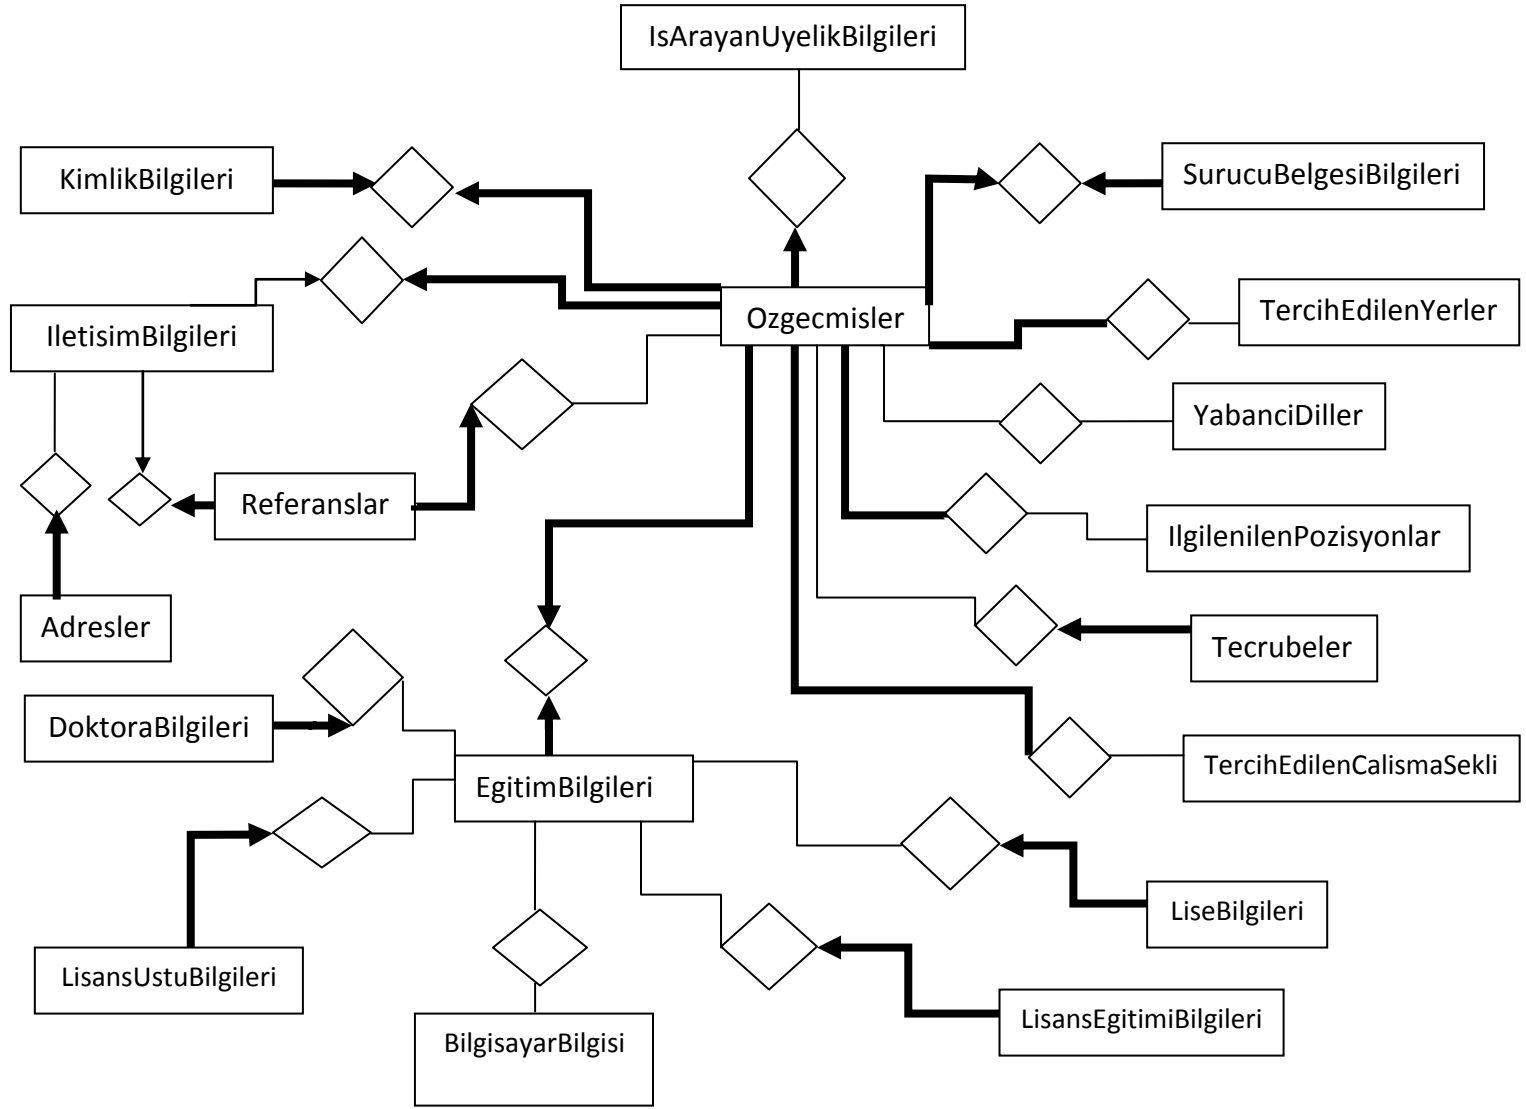 IsArayanUyelikBilgileri
KimlikBilgileri
SurucuBelgesiBilgileri
IletisimBilgileri
Ozgecmisler
TercihEdilenYerler
YabanciDiller
Referanslar
IlgilenilenPozisyonlar
Adresler
Tecrubeler
DoktoraBilgileri
EgitimBilgileri
TercihEdilenCalismaSekli
LiseBilgileri
LisansUstuBilgileri
LisansEgitimiBilgileri
BilgisayarBilgisi